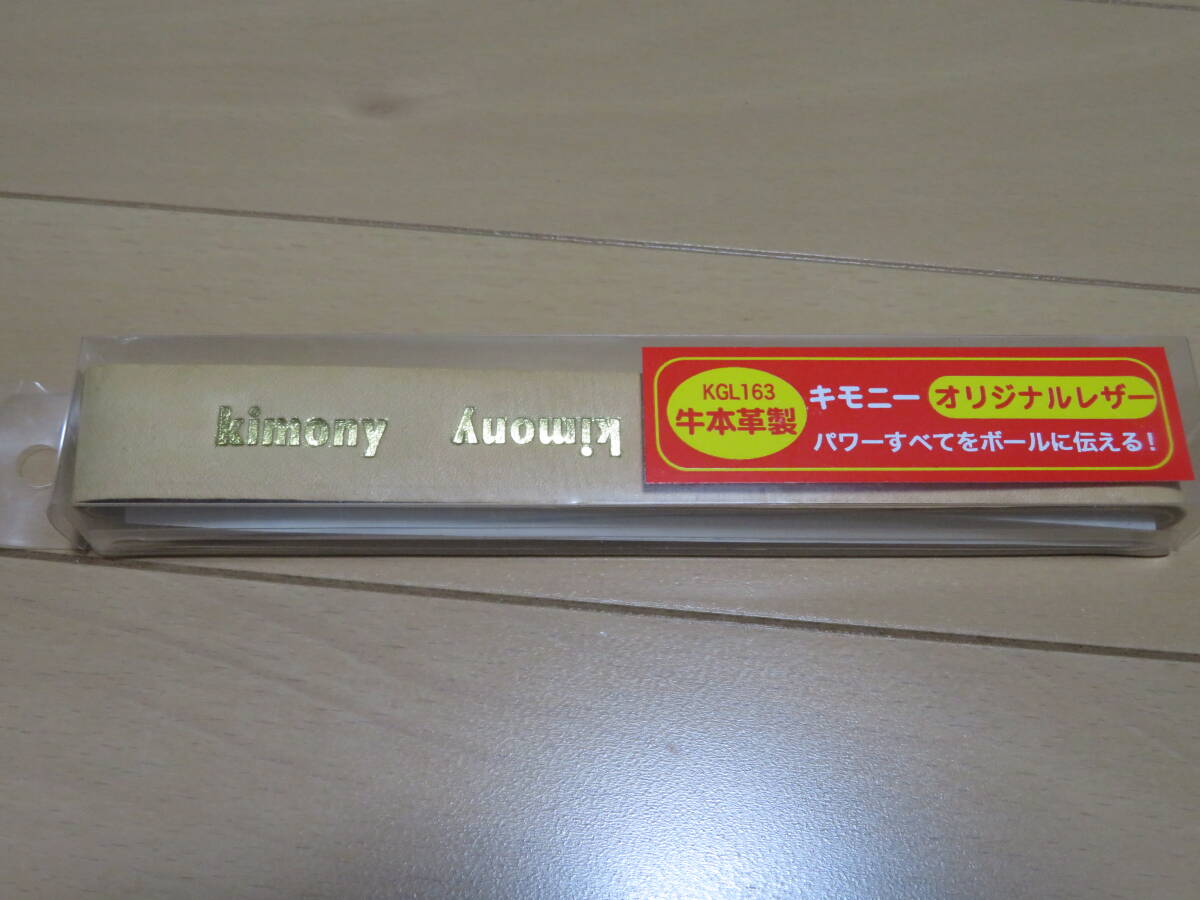 kimony kimony
KGL163
牛本革製
キモニー オリジナルレザー
パワーすべてをボールに伝える!